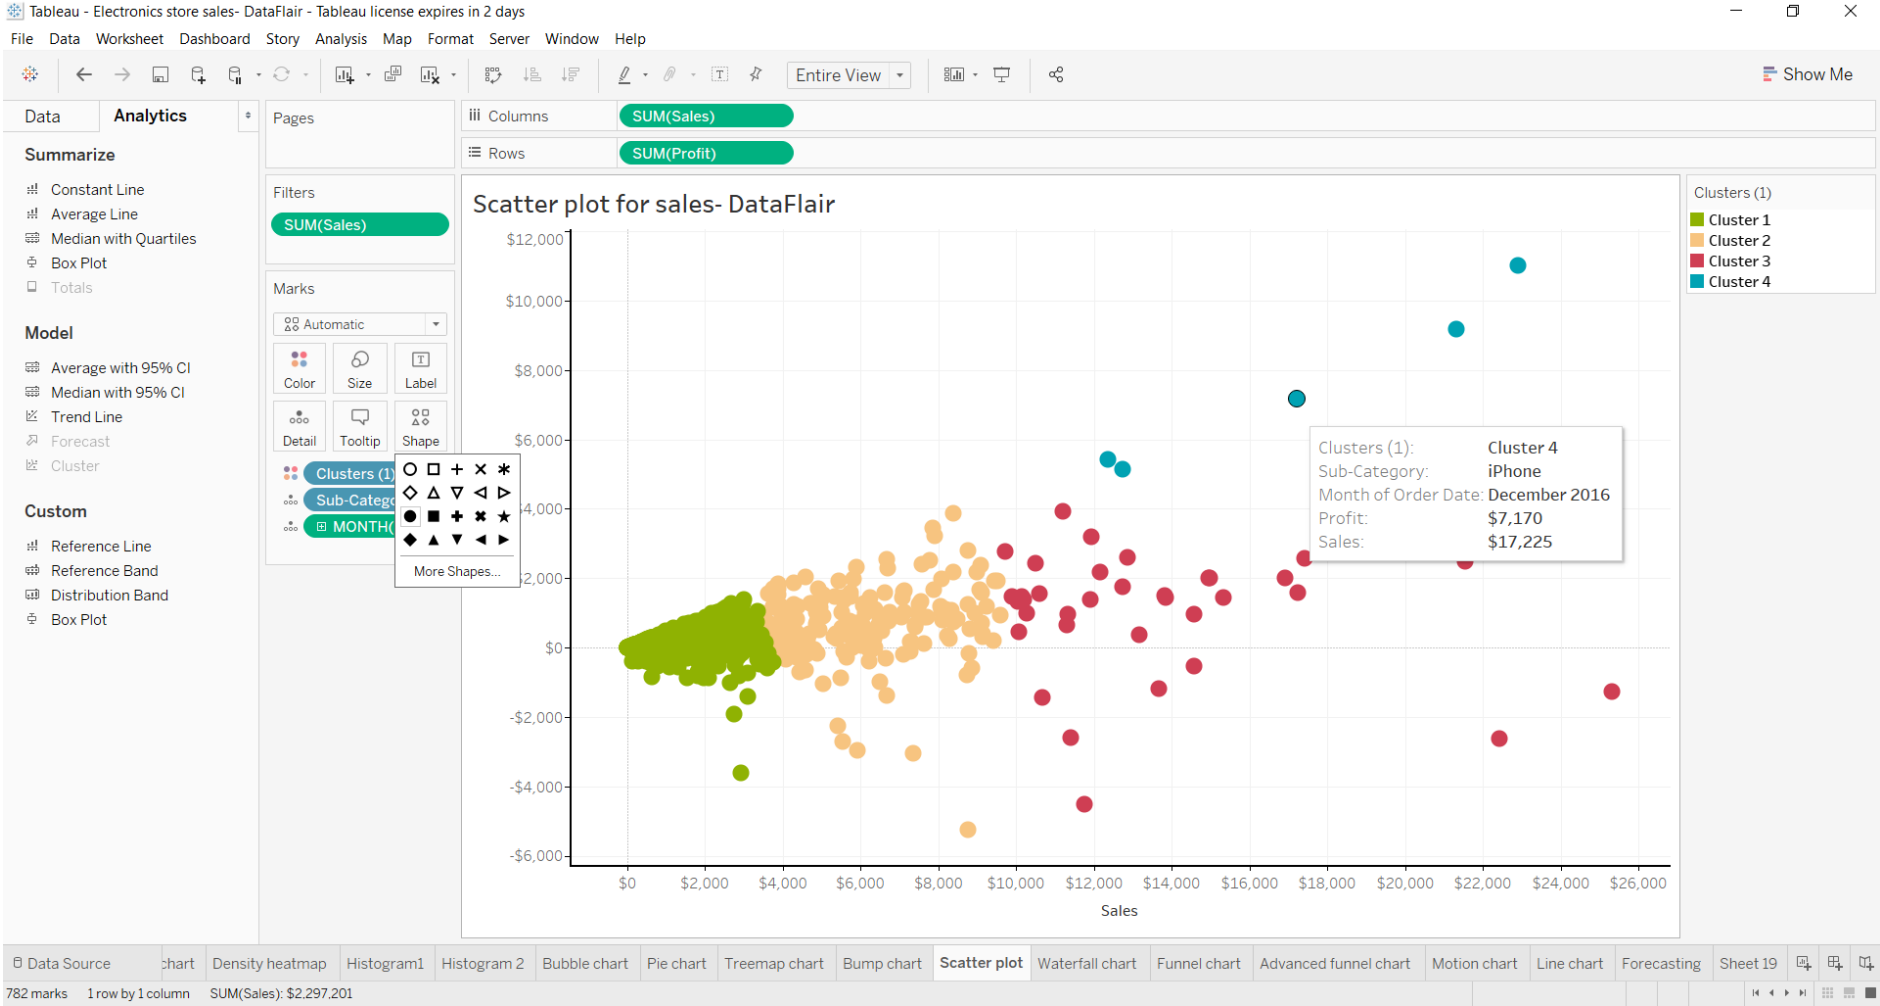 Tableau - Electronics store sales- DataFlair - Tableau license expires in 2 days
File Data Worksheet Dashboard Story Analysis Map Format Server Window Help
Entire View
Show Me
Data Analytics
Summarize
Constant Line
Average Line
Median with Quartiles
Box Plot
Totals
Model
Average with 95% CI
Median with 95% CI
Trend Line
Forecast
Cluster
Custom
Reference Line
Reference Band
Distribution Band
Box Plot
Pages
Filters
SUM(Sales)
Marks
Automatic
Color Size Label
Detail Tooltip Shape
Clusters (1)
Sub-Catego
MONTH(
More Shapes...
Columns SUM(Sales)
Rows SUM(Profit)
Scatter plot for sales- DataFlair
$12,000
$10,000
$8,000
$6,000
$4,000
$2,000
$0
-$2,000
-$4,000
-$6,000
$0 $2,000 $4,000 $6,000 $8,000 $10,000 $12,000 $14,000 $16,000 $18,000 $20,000 $22,000 $24,000 $26,000
Sales
Clusters (1): Cluster 4
Sub-Category: iPhone
Month of Order Date: December 2016
Profit: $7,170
Sales: $17,225
Clusters (1)
Cluster 1
Cluster 2
Cluster 3
Cluster 4
Data Source chart Density heatmap Histogram1 Histogram 2 Bubble chart Pie chart Treemap chart Bump chart Scatter plot Waterfall chart Funnel chart Advanced funnel chart Motion chart Line chart Forecasting Sheet 19
782 marks 1 row by 1 column SUM(Sales): $2,297,201